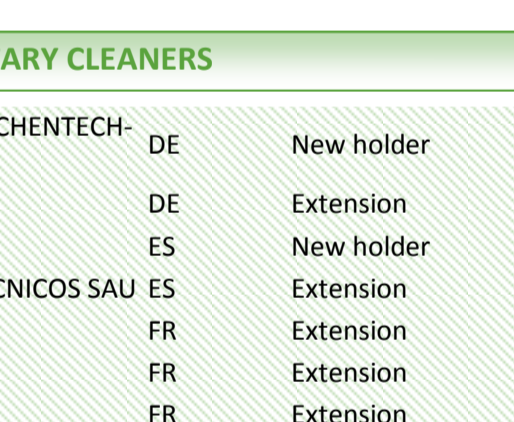 ARY CLEANERS
CHENTECH-
DE New holder
DE Extension
ES New holder
CNICOS SAU ES Extension
FR Extension
FR Extension
FR Extension